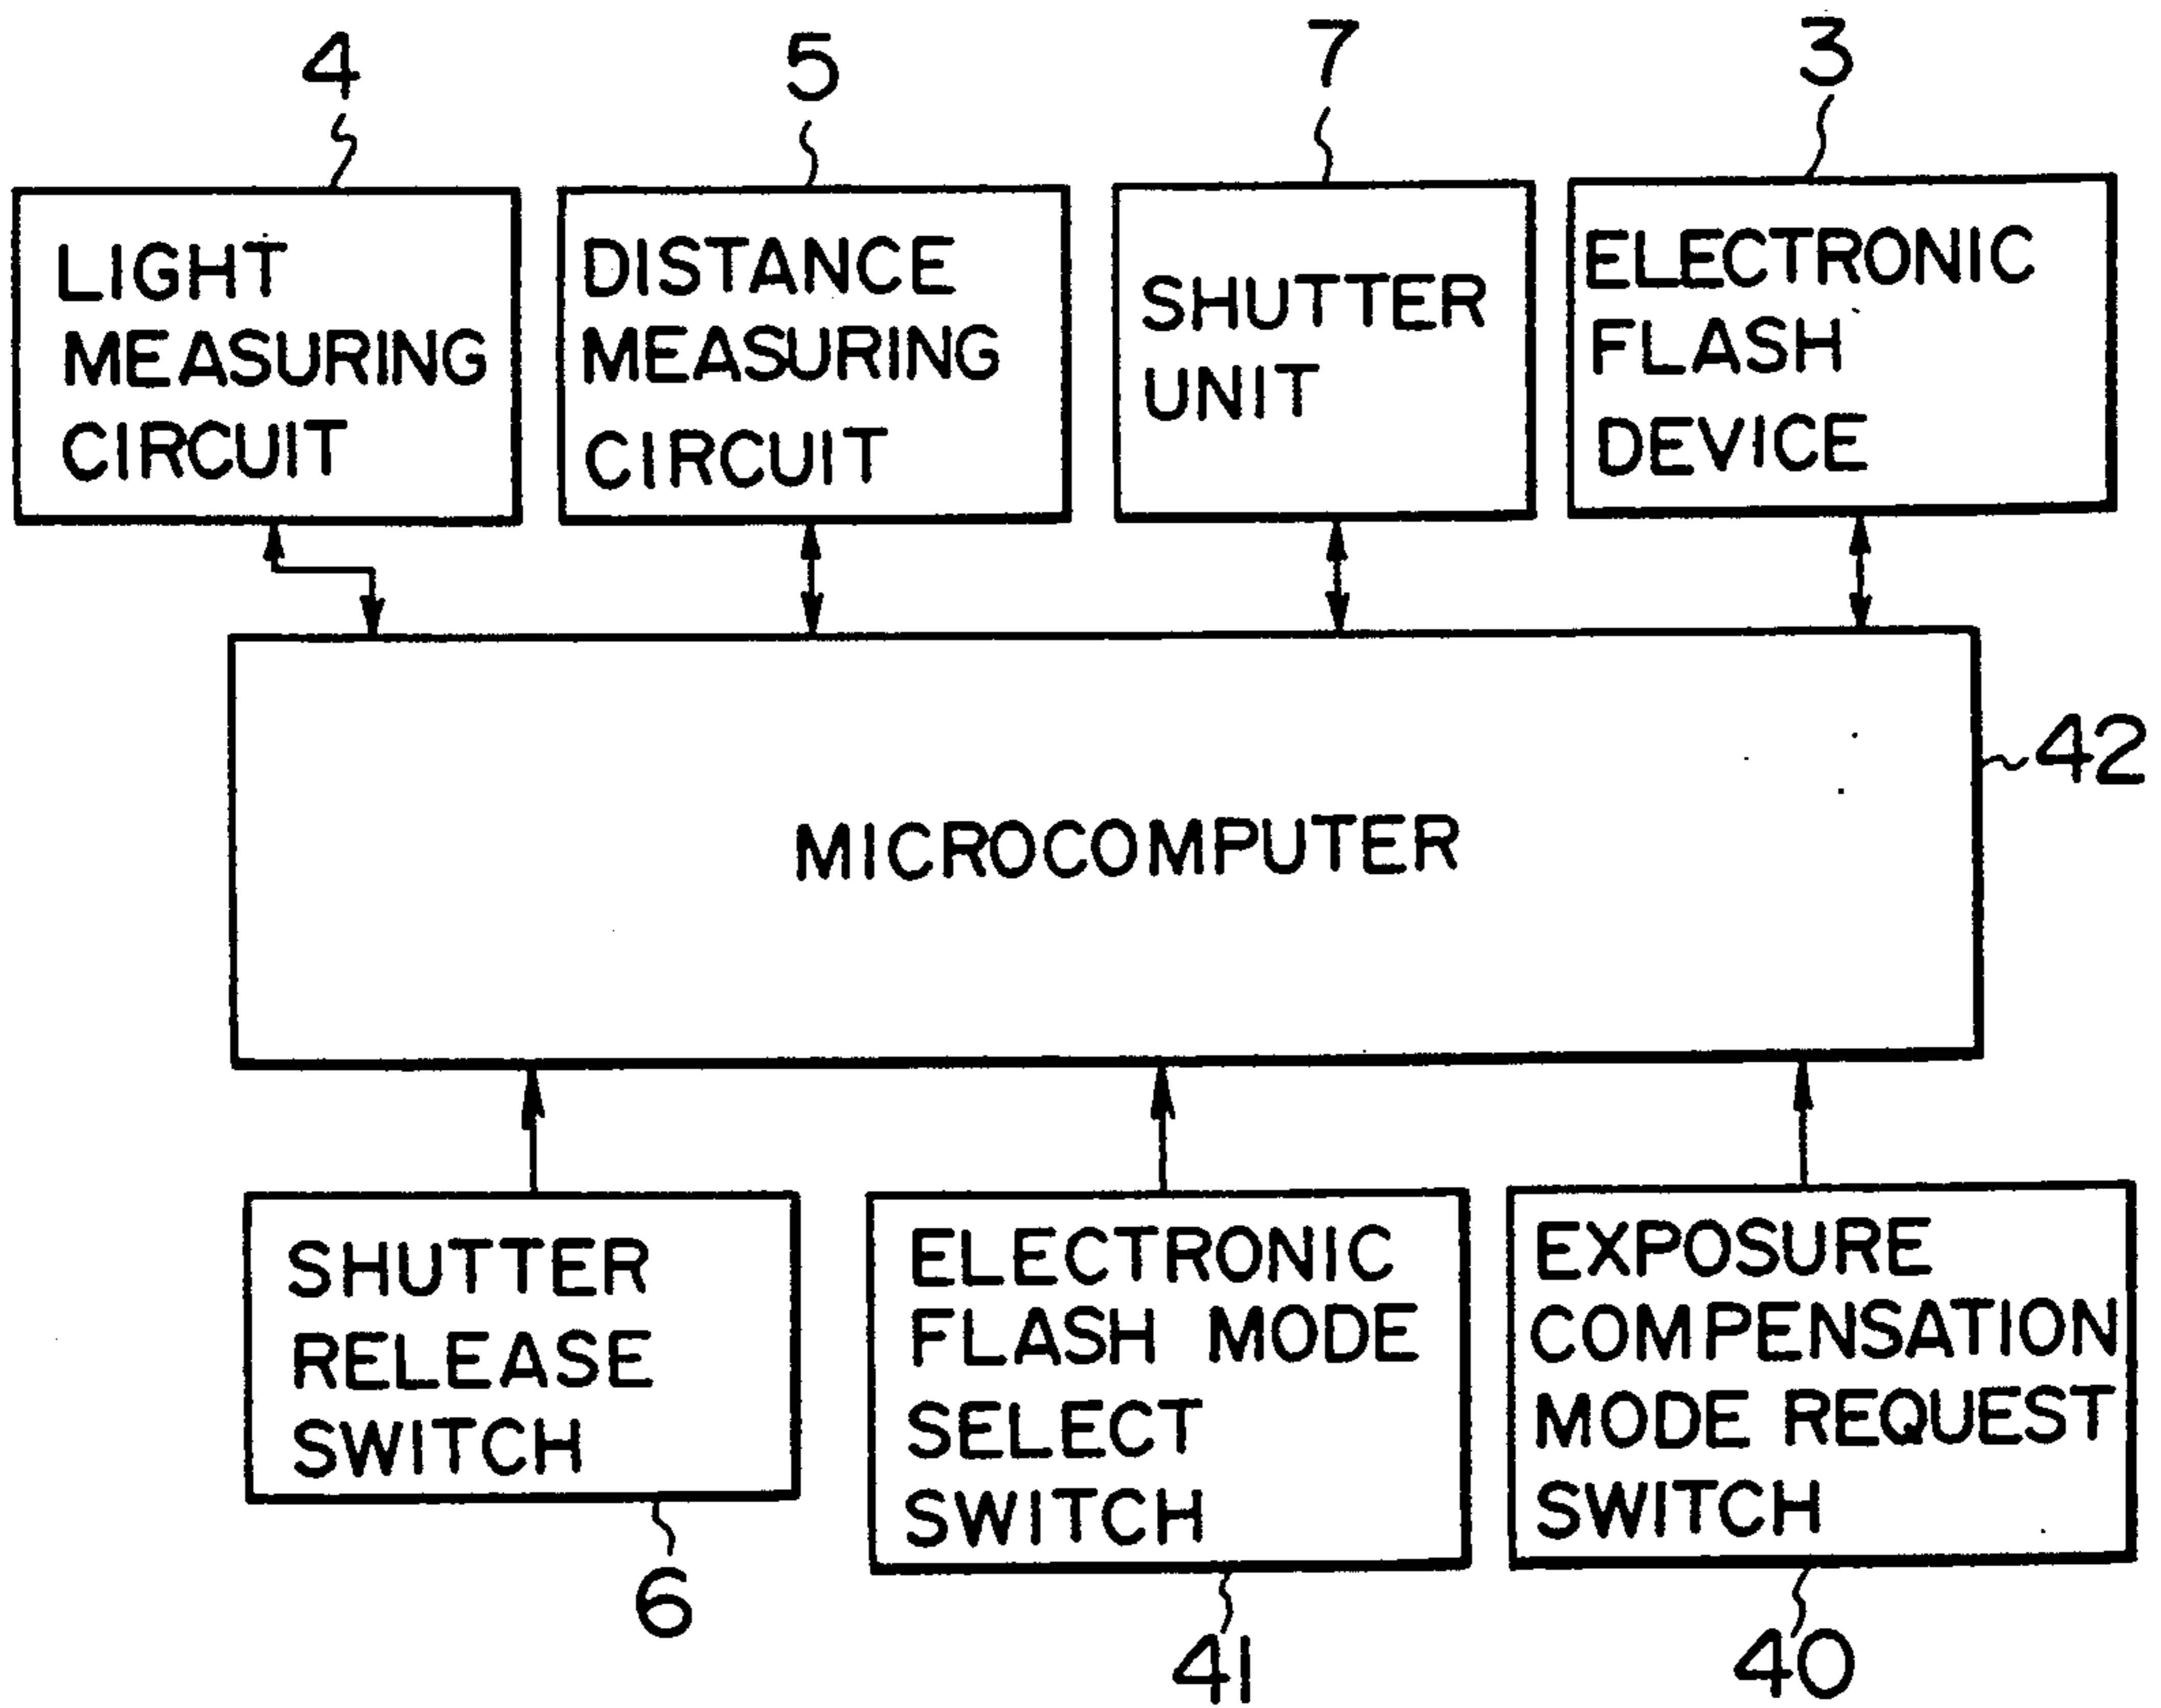 4
5
7
3
LIGHT
MEASURING
CIRCUIT
DISTANCE
MEASURING
CIRCUIT
SHUTTER
UNIT
ELECTRONIC
FLASH
DEVICE
MICROCOMPUTER
42
SHUTTER
RELEASE
SWITCH
ELECTRONIC
FLASH MODE
SELECT
SWITCH
EXPOSURE
COMPENSATION
MODE REQUEST
SWITCH
6
41
40